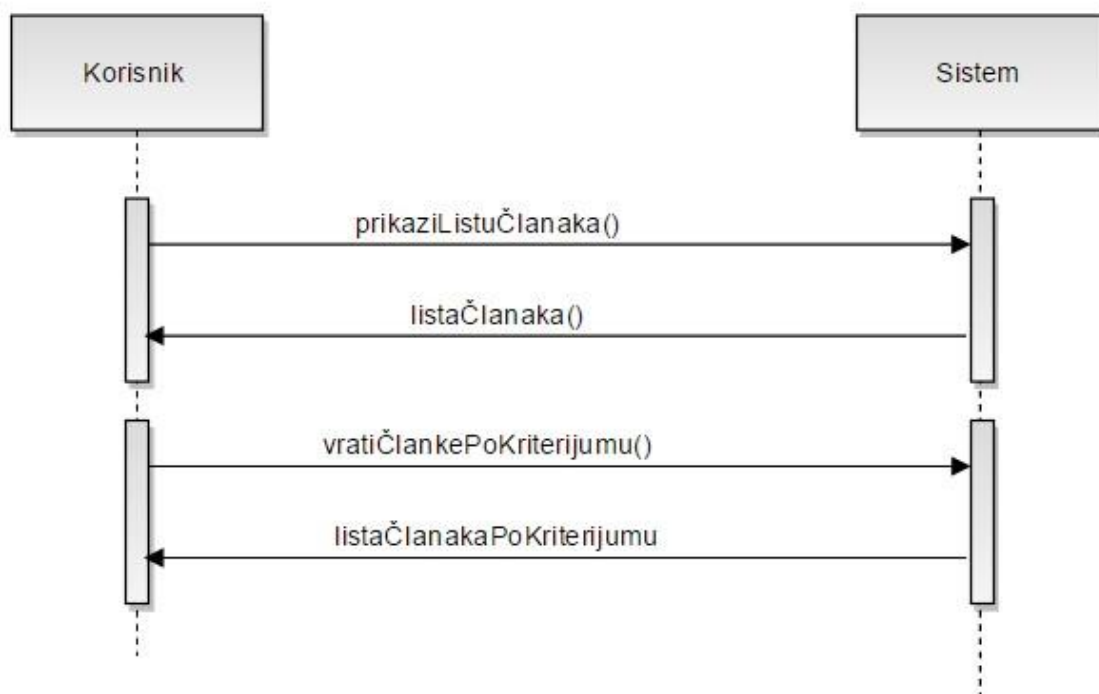 Korisnik
Sistem
prikaziListuČlanaka()
listaČlanaka()
vratiČlankePoKriterijumu()
listaČlanakaPoKriterijumu